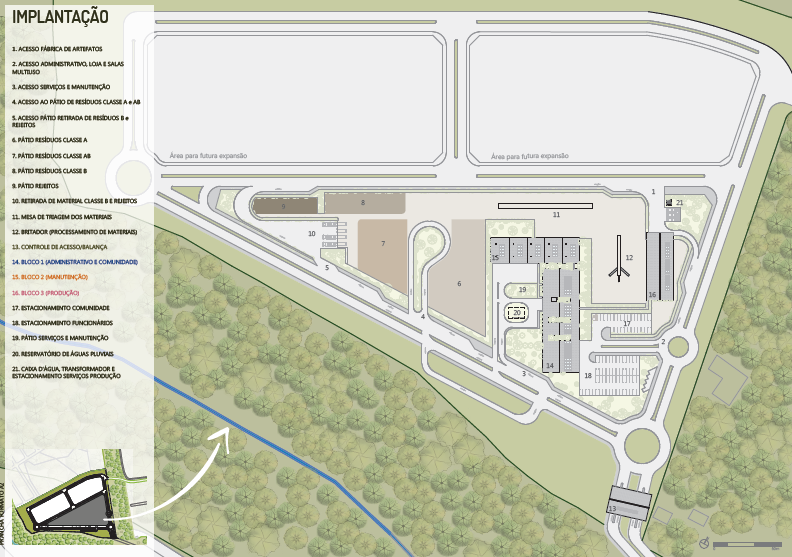 IMPLANTAÇÃO
1. ACESSO FÁBRICA DE ARTEFATOS
2. ACESSO ADMINISTRATIVO, LOJA E SALAS
MULTIUSO
3. ACESSO SERVIÇOS E MANUTENÇÃO
4. ACESSO AO PÁTIO DE RESÍDUOS CLASSE A e AB
5. ACESSO PÁTIO RETIRADA DE RESÍDUOS B e
REJEITOS
6. PÁTIO RESÍDUOS CLASSE A
7. PÁTIO RESÍDUOS CLASSE AB
8. PÁTIO RESÍDUOS CLASSE B
9. PÁTIO REJEITOS
10. RETIRADA DE MATERIAL CLASSE B E REJEITOS
11. MESA DE TRIAGEM DOS MATERIAIS
12. BRITADOR (PROCESSAMENTO DE MATERIAIS)
13. CONTROLE DE ACESSO/BALANÇA
14. BLOCO 1 (ADMINISTRATIVO E COMUNIDADE)
15. BLOCO 2 (MANUTENÇÃO)
16. BLOCO 3 (PRODUÇÃO)
17. ESTACIONAMENTO COMUNIDADE
18. ESTACIONAMENTO FUNCIONÁRIOS
19. PÁTIO SERVIÇOS E MANUTENÇÃO
20. RESERVATÓRIO DE ÁGUAS PLUVIAIS
21. CAIXA D'ÁGUA, TRANSFORMADOR E
ESTACIONAMENTO SERVIÇOS PRODUÇÃO
Área para futura expansão
Área para futura expansão
1
21
9
8
11
10
7
15
12
5
6
19
16
20
17
4
2
14
3
18
13